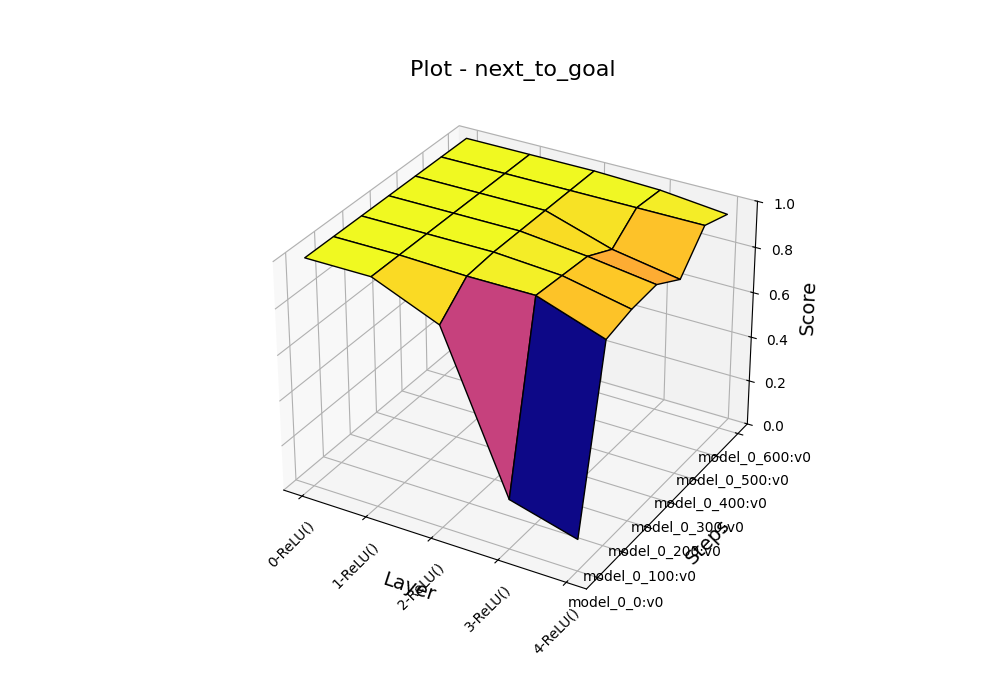 Plot - next_to_goal
1.0
0.8
0.6
0.4
0.2
0.0
Score
model_0_600:v0
model_0_500:v0
model_0_400:v0
model_0_300:v0
model_0_200:v0
model_0_100:v0
model_0_0:v0
Steps
0-ReLU()
1-ReLU()
2-ReLU()
3-ReLU()
4-ReLU()
Layer